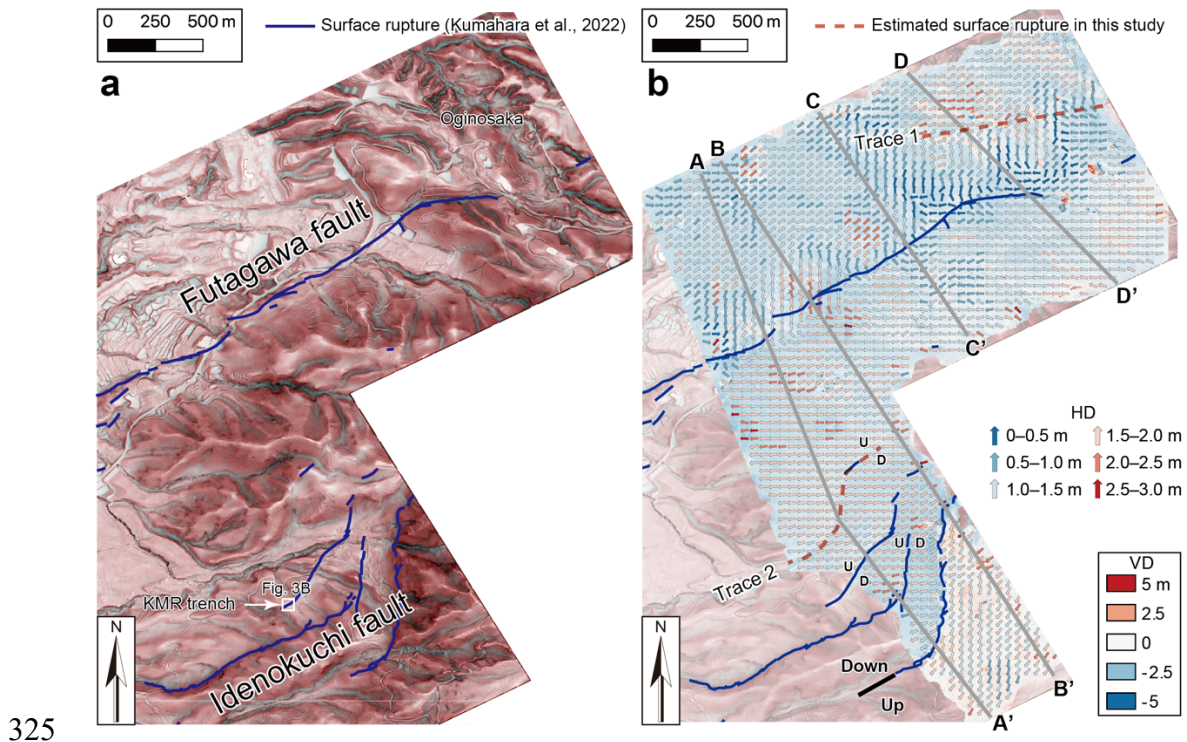 0 250 500 m
Surface rupture (Kumahara et al., 2022)
a
Oginosaka
Futagawa fault
Fig. 3B
KMR trench
Idenokuchi fault
N
325
0 250 500 m
Estimated surface rupture in this study
b
D
C
Trace 1
B
A
D'
C'
HD
0–0.5 m
1.5–2.0 m
0.5–1.0 m
2.0–2.5 m
1.0–1.5 m
2.5–3.0 m
U
D
U
D
U
D
Trace 2
VD
5 m
2.5
0
-2.5
-5
N
Down
Up
B'
A'